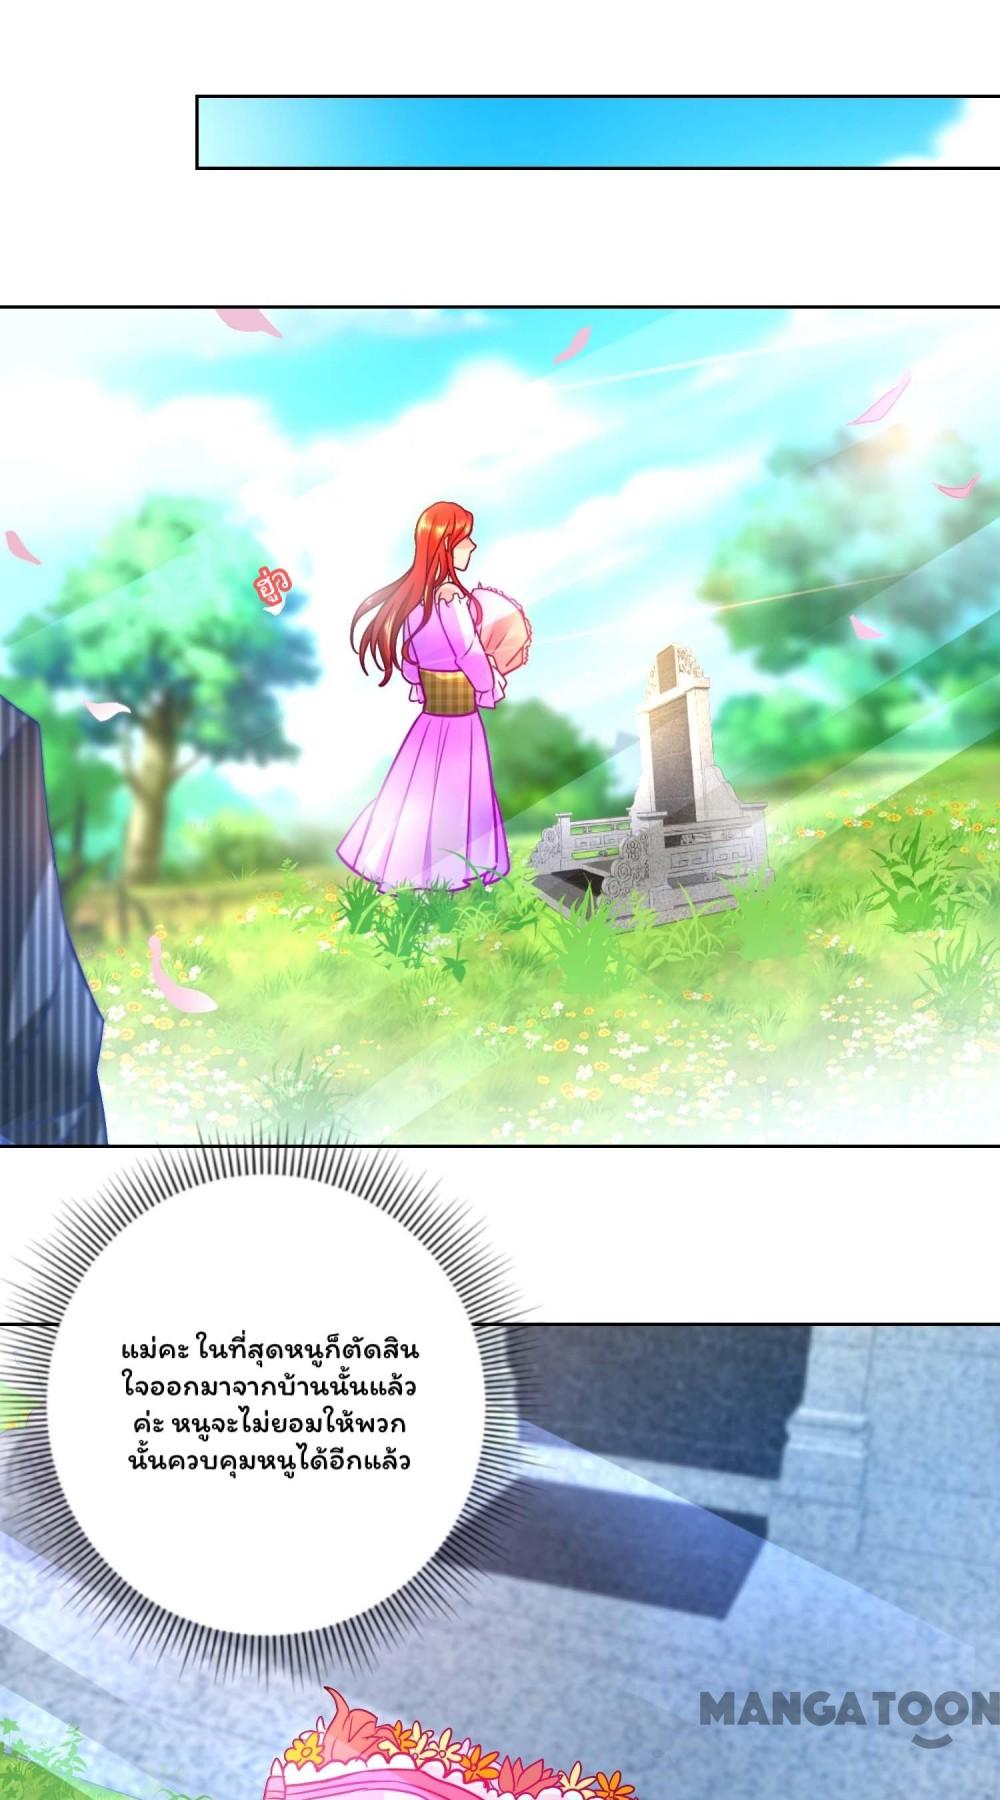 ฮู่ว
แม่คะ ในที่สุดหนูก็ตัดสิน
ใจออกมาจากบ้านนั้นแล้ว
ค่ะ หนูจะไม่ยอมให้พวก
นั้นควบคุมหนูได้อีกแล้ว
MANGATOON